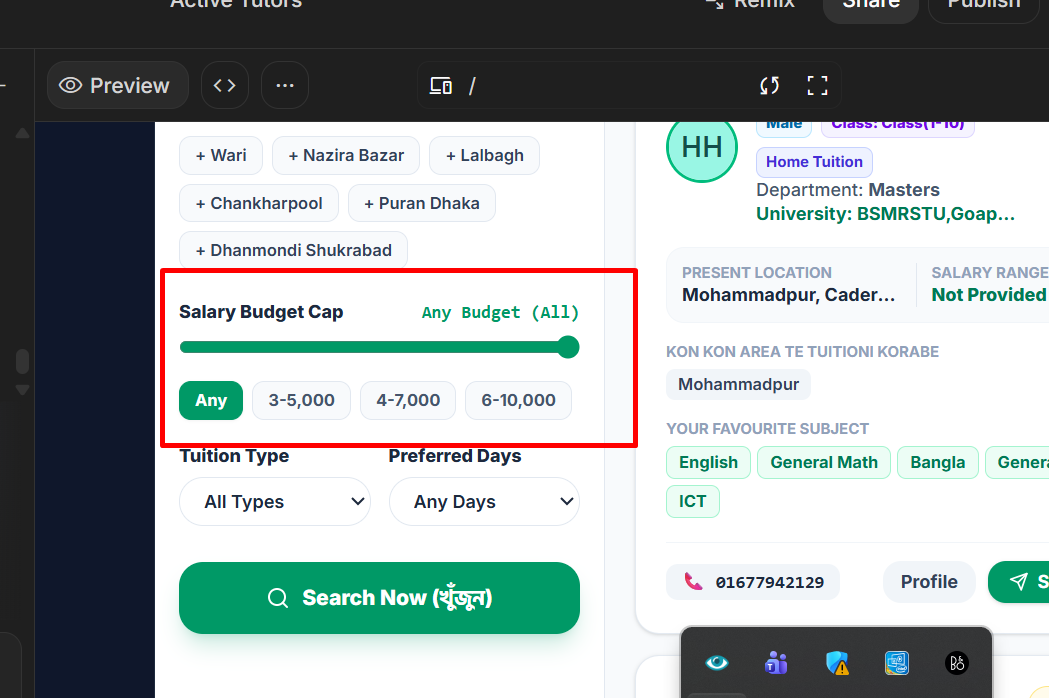 Active Tutors
Remix
Share
Publish
Preview
/
+ Wari
+ Nazira Bazar
+ Lalbagh
+ Chankharpool
+ Puran Dhaka
+ Dhanmondi Shukrabad
Salary Budget Cap
Any Budget (All)
Any
3-5,000
4-7,000
6-10,000
Tuition Type
Preferred Days
All Types
Any Days
Search Now (খুঁজুন)
HH
Male
Class: Class(1-10)
Home Tuition
Department: Masters
University: BSMRSTU,Goap...
PRESENT LOCATION
SALARY RANGE
Mohammadpur, Cader...
Not Provided
KON KON AREA TE TUITIONI KORABE
Mohammadpur
YOUR FAVOURITE SUBJECT
English
General Math
Bangla
Genera
ICT
01677942129
Profile
S